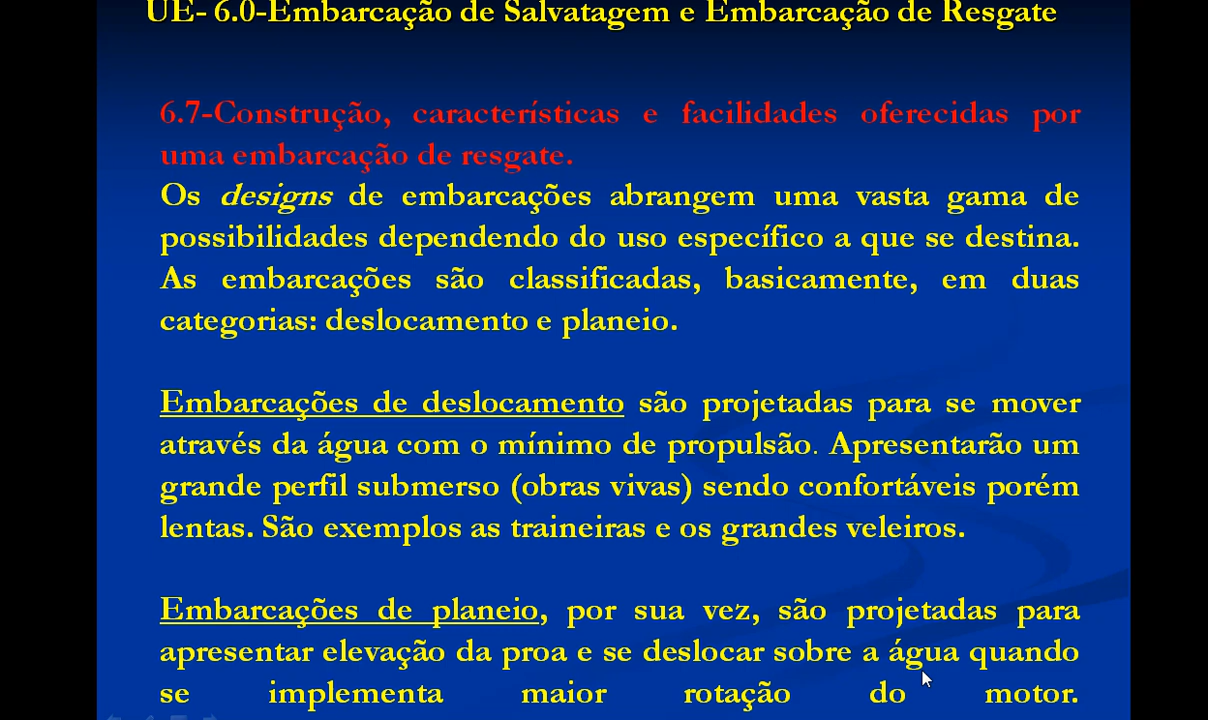 UE- 6.0-Embarcação de Salvatagem e Embarcação de Resgate
6.7-Construção, características e facilidades oferecidas por
uma embarcação de resgate.
Os designs de embarcações abrangem uma vasta gama de
possibilidades dependendo do uso específico a que se destina.
As embarcações são classificadas, basicamente, em duas
categorias: deslocamento e planeio.
Embarcações de deslocamento são projetadas para se mover
através da água com o mínimo de propulsão. Apresentarão um
grande perfil submerso (obras vivas) sendo confortáveis porém
lentas. São exemplos as traineiras e os grandes veleiros.
Embarcações de planeio, por sua vez, são projetadas para
apresentar elevação da proa e se deslocar sobre a água quando
se implementa maior rotação do motor.